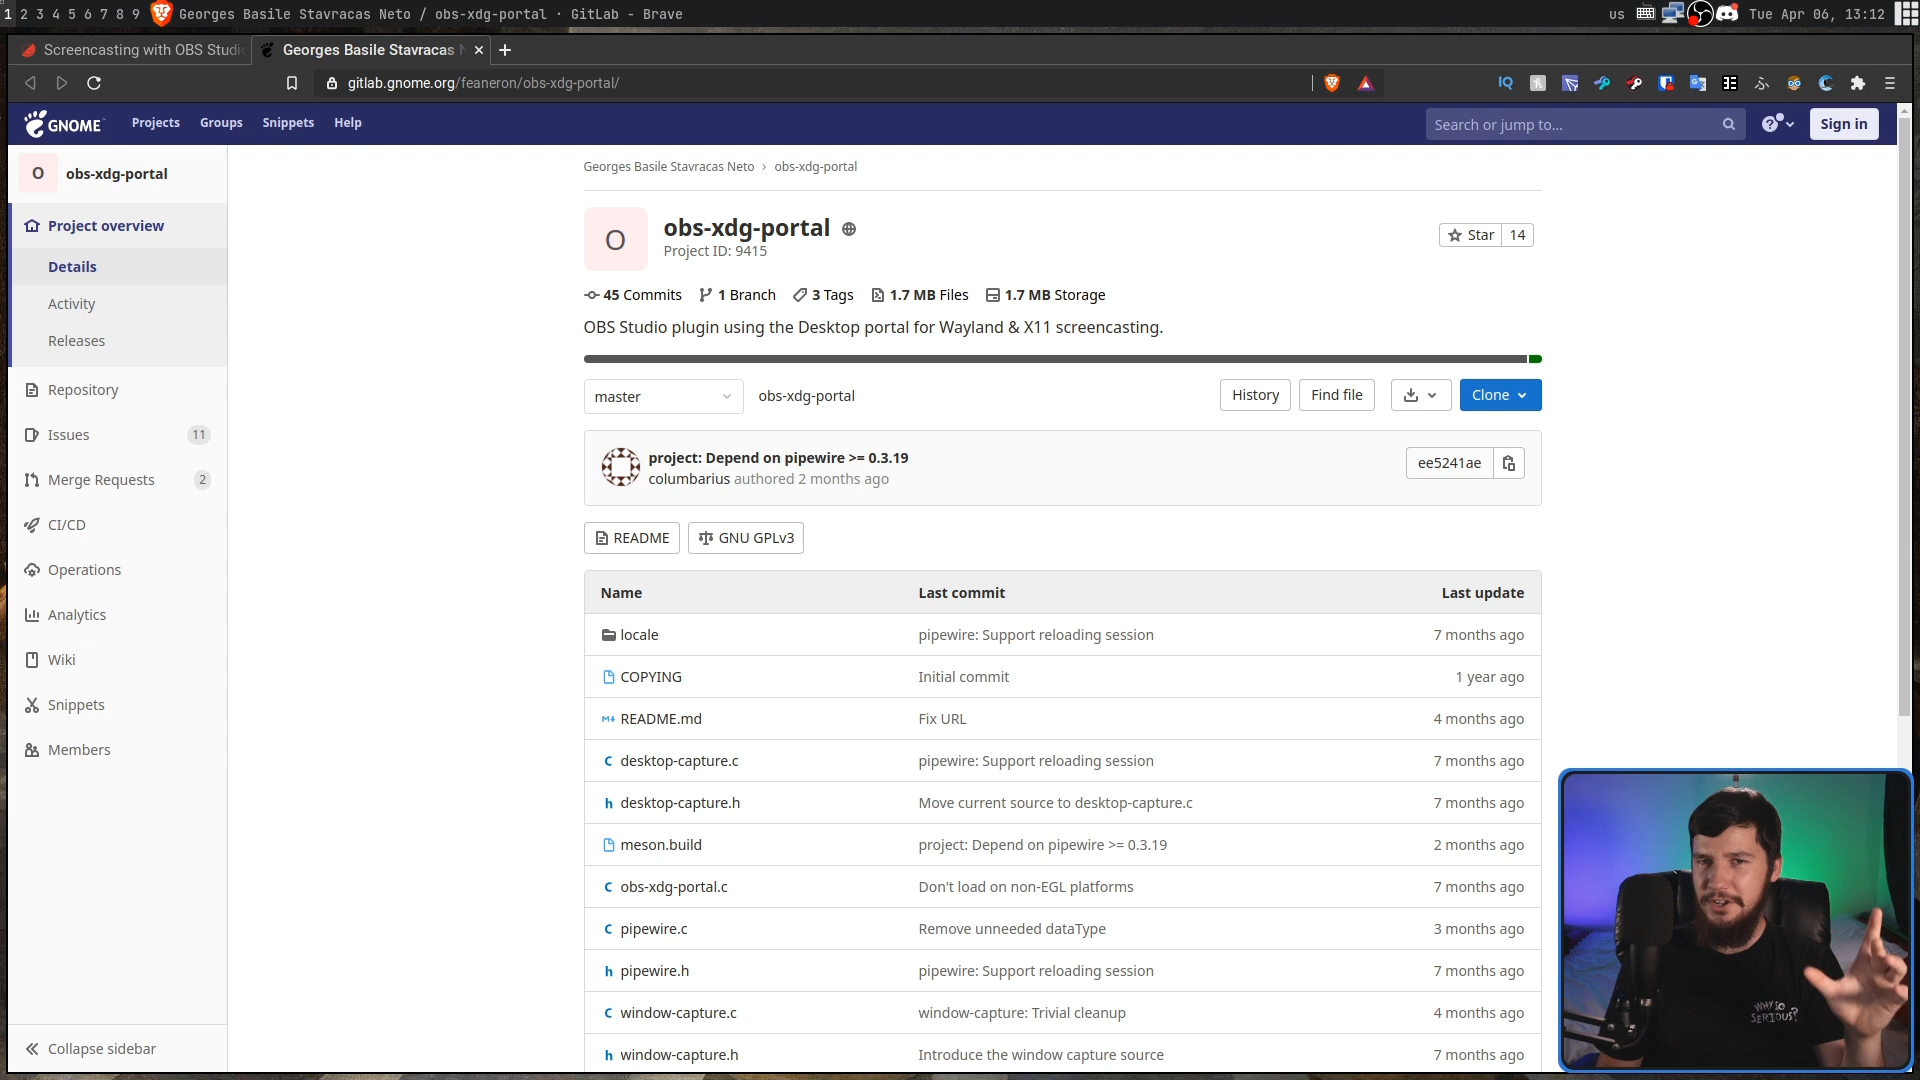 1 2 3 4 5 6 7 8 9 Georges Basile Stavracas Neto / obs-xdg-portal · GitLab - Brave us Tue Apr 06, 13:12
Screencasting with OBS Studi Georges Basile Stavracas N
gitlab.gnome.org/feaneron/obs-xdg-portal/
GNOME Projects Groups Snippets Help Search or jump to... Sign in
O obs-xdg-portal
Project overview
Details
Activity
Releases
Repository
Issues 11
Merge Requests 2
CI/CD
Operations
Analytics
Wiki
Snippets
Members
Collapse sidebar
Georges Basile Stavracas Neto › obs-xdg-portal
O
obs-xdg-portal
Project ID: 9415
Star 14
45 Commits 1 Branch 3 Tags 1.7 MB Files 1.7 MB Storage
OBS Studio plugin using the Desktop portal for Wayland & X11 screencasting.
master obs-xdg-portal History Find file Clone
project: Depend on pipewire >= 0.3.19
columbarius authored 2 months ago
ee5241ae
README GNU GPLv3
Name Last commit Last update
locale pipewire: Support reloading session 7 months ago
COPYING Initial commit 1 year ago
README.md Fix URL 4 months ago
desktop-capture.c pipewire: Support reloading session 7 months ago
desktop-capture.h Move current source to desktop-capture.c 7 months ago
meson.build project: Depend on pipewire >= 0.3.19 2 months ago
obs-xdg-portal.c Don't load on non-EGL platforms 7 months ago
pipewire.c Remove unneeded dataType 3 months ago
pipewire.h pipewire: Support reloading session 7 months ago
window-capture.c window-capture: Trivial cleanup 4 months ago
window-capture.h Introduce the window capture source 7 months ago
WHY SO
SERIOUS?